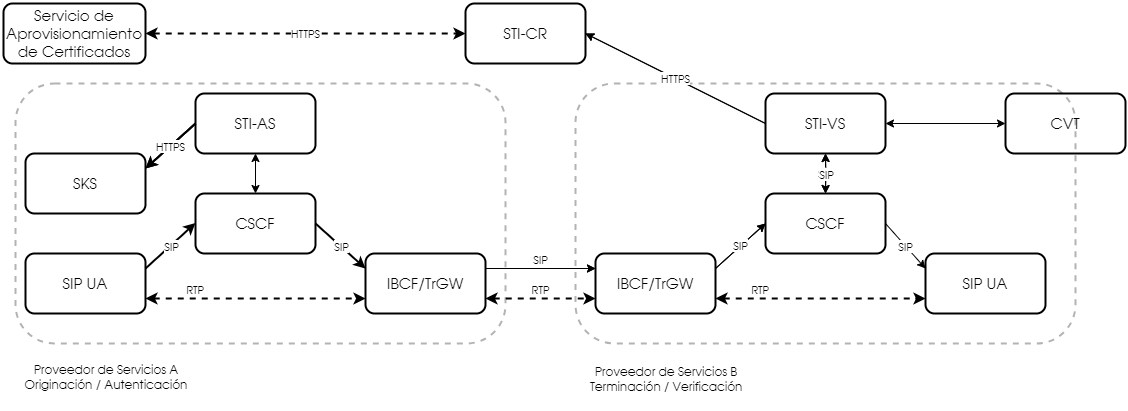 Servicio de
Aprovisionamiento
de Certificados
HTTPS
STI-CR
HTTPS
STI-AS
STI-VS
CVT
HTTPS
SKS
SIP
CSCF
CSCF
SIP
SIP
SIP
SIP
SIP UA
IBCF/TrGW
SIP
IBCF/TrGW
SIP UA
RTP
RTP
RTP
Proveedor de Servicios A
Originación / Autenticación
Proveedor de Servicios B
Terminación / Verificación